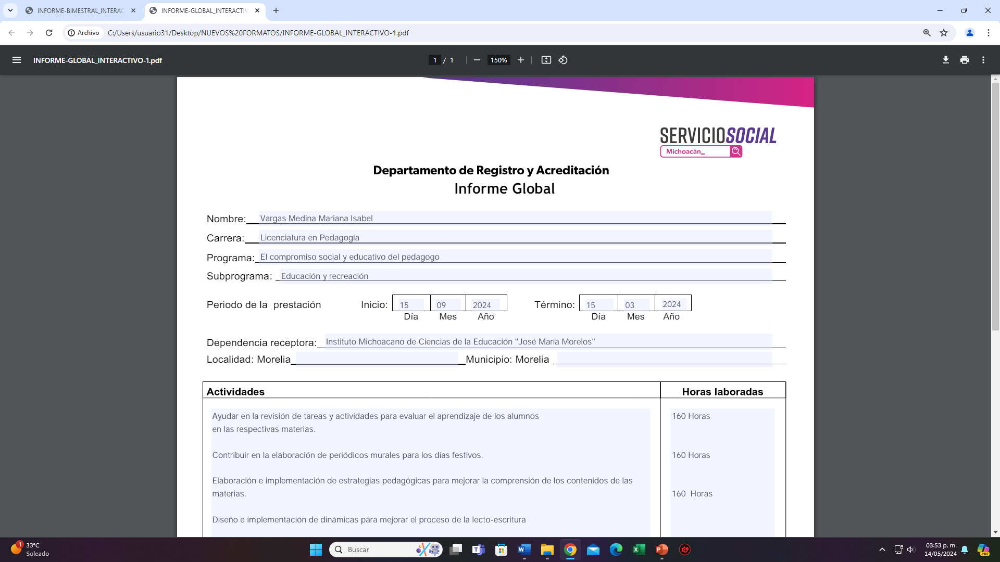 INFORME-BIMESTRAL_INTERAC
INFORME-GLOBAL_INTERACTIV
Archivo
C:/Users/usuario31/Desktop/NUEVOS%20FORMATOS/INFORME-GLOBAL_INTERACTIVO-1.pdf
INFORME-GLOBAL_INTERACTIVO-1.pdf
1 / 1
150%
SERVICIOSOCIAL
Michoacán_
Departamento de Registro y Acreditación
Informe Global
Nombre: Vargas Medina Mariana Isabel
Carrera: Licenciatura en Pedagogía
Programa: El compromiso social y educativo del pedagogo
Subprograma: Educación y recreación
Periodo de la prestación Inicio: 15 09 2024 Término: 15 03 2024
Día Mes Año Día Mes Año
Dependencia receptora: Instituto Michoacano de Ciencias de la Educación "José María Morelos"
Localidad: Morelia Municipio: Morelia
Actividades Horas laboradas
Ayudar en la revisión de tareas y actividades para evaluar el aprendizaje de los alumnos 160 Horas
en las respectivas materias.
Contribuir en la elaboración de periódicos murales para los días festivos. 160 Horas
Elaboración e implementación de estrategias pedagógicas para mejorar la comprensión de los contenidos de las
materias. 160 Horas
Diseño e implementación de dinámicas para mejorar el proceso de la lecto-escritura
1
33°C
Soleado
Buscar
03:53 p. m.
14/05/2024
PRE